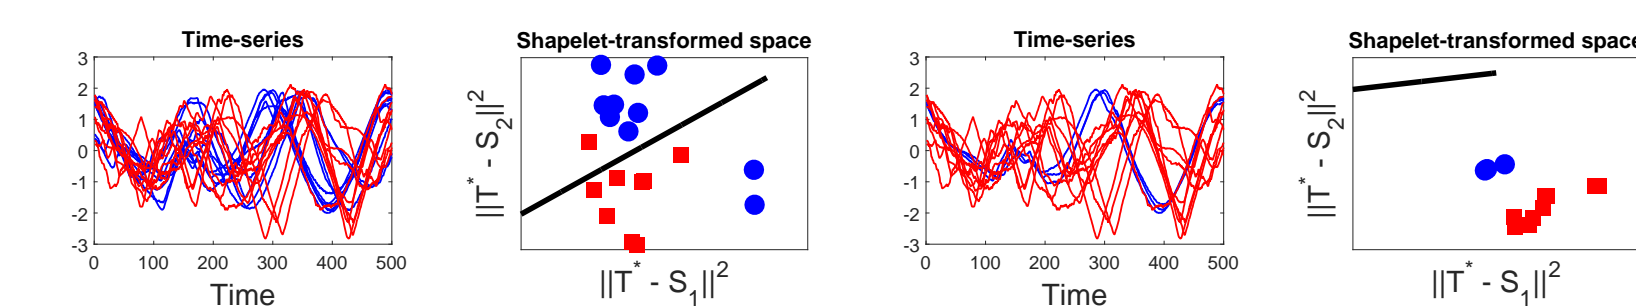 Time-series
3
2
1
0
-1
-2
-3
0 100 200 300 400 500
Time
Shapelet-transformed space
||T* - S2||2
||T* - S1||2
Time-series
3
2
1
0
-1
-2
-3
0 100 200 300 400 500
Time
Shapelet-transformed space
||T* - S2||2
||T* - S1||2